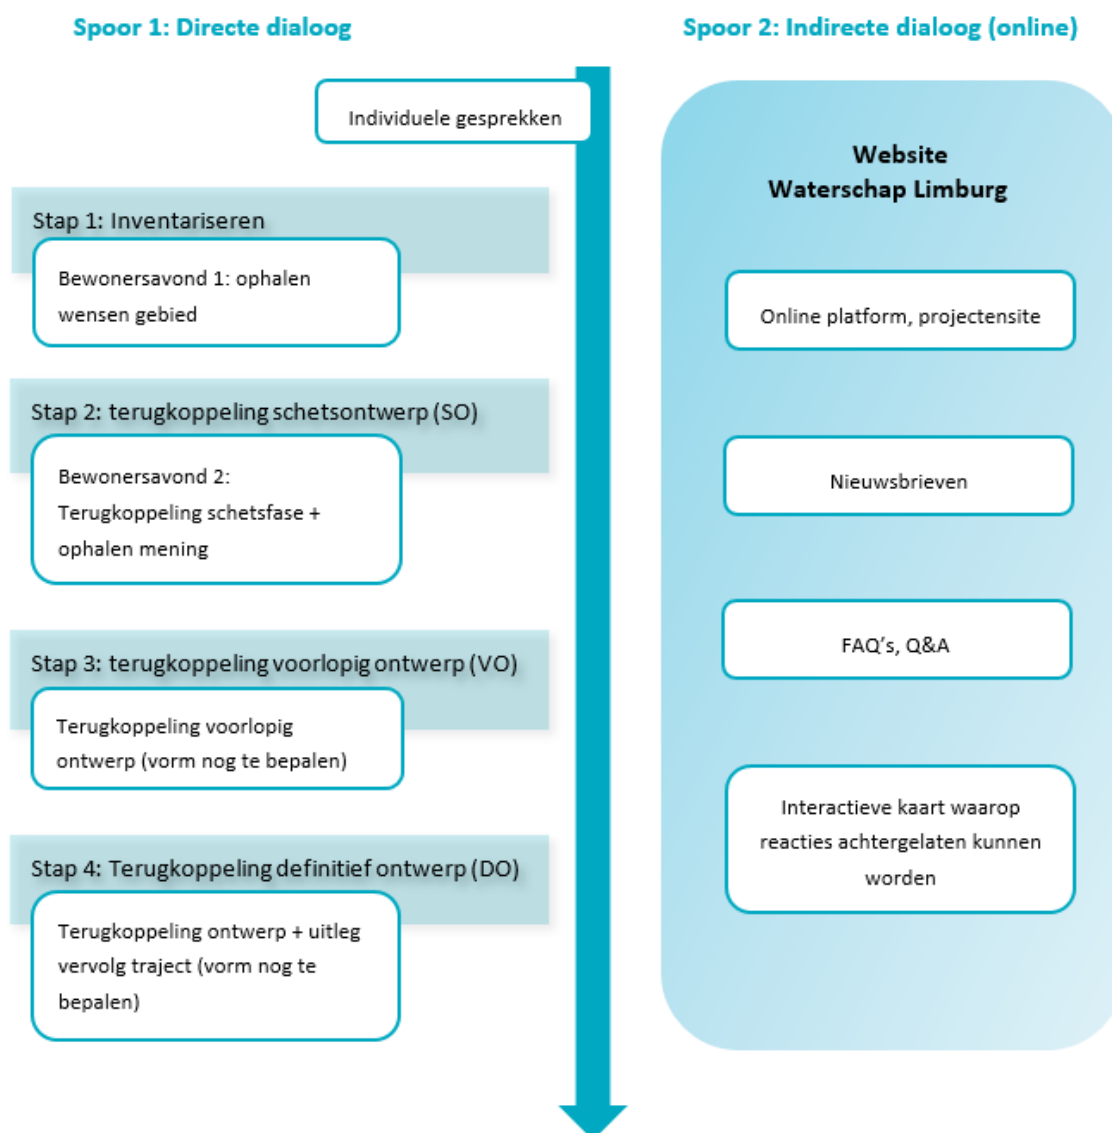 Spoor 1: Directe dialoog
Individuele gesprekken
Stap 1: Inventariseren
Bewonersavond 1: ophalen
wensen gebied
Stap 2: terugkoppeling schetsontwerp (SO)
Bewonersavond 2:
Terugkoppeling schetsfase +
ophalen mening
Stap 3: terugkoppeling voorlopig ontwerp (VO)
Terugkoppeling voorlopig
ontwerp (vorm nog te bepalen)
Stap 4: Terugkoppeling definitief ontwerp (DO)
Terugkoppeling ontwerp + uitleg
vervolg traject (vorm nog te
bepalen)
Spoor 2: Indirecte dialoog (online)
Website
Waterschap Limburg
Online platform, projectensite
Nieuwsbrieven
FAQ’s, Q&A
Interactieve kaart waarop
reacties achtergelaten kunnen
worden